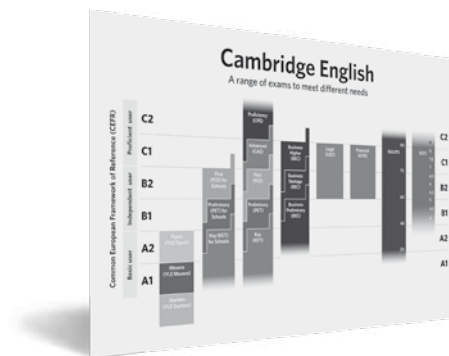 Cambridge English
A range of exams to meet different needs
Common European Framework of Reference (CEFR)
Proficient user
Independent user
Basic user
C2
C1
B2
B1
A2
A1
Proficiency
(CPE)
Advanced
(CAE)
First
(FCE)
Preliminary
(PET)
Key
(KET)
First
(FCE) for
Schools
Preliminary
(PET) for
Schools
Key (KET)
for Schools
Flyers
(YLE Flyers)
Movers
(YLE Movers)
Starters
(YLE Starters)
Business
Higher
(BEC)
Business
Vantage
(BEC)
Business
Preliminary
(BEC)
Legal
(ILEC)
Financial
(ICFE)
BULATS
IELTS
C2
C1
B2
B1
A2
A1